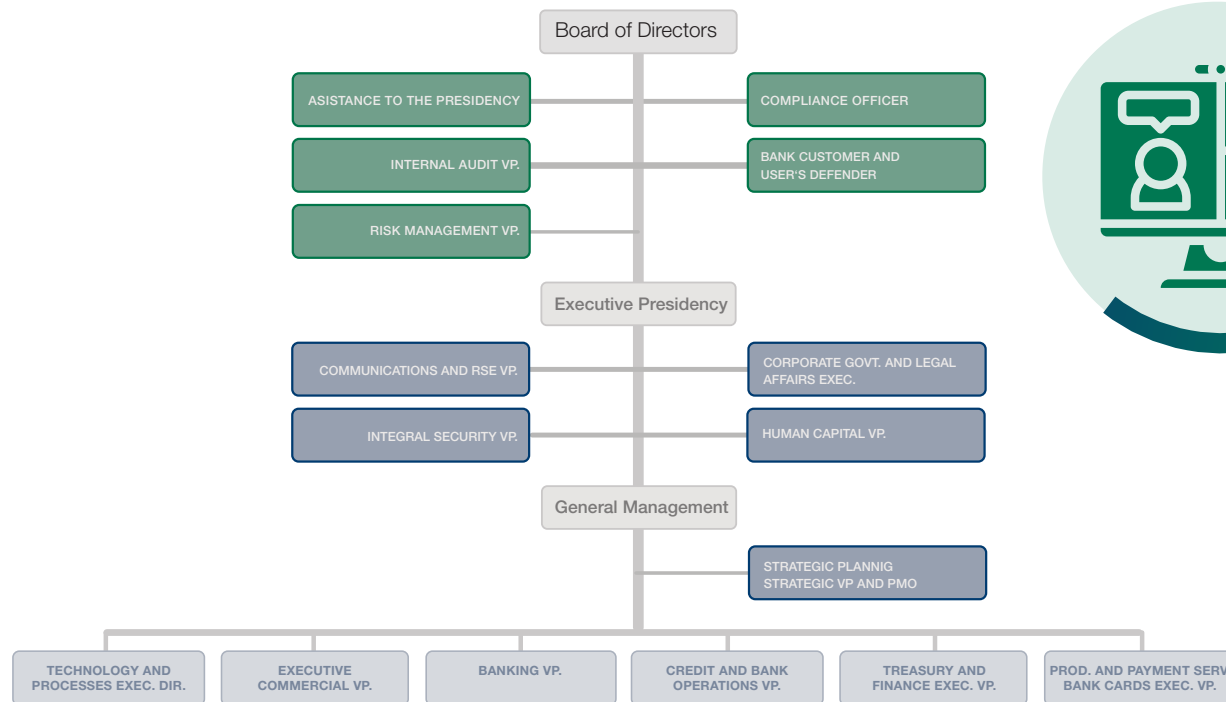 Board of Directors
ASISTANCE TO THE PRESIDENCY
COMPLIANCE OFFICER
INTERNAL AUDIT VP.
BANK CUSTOMER AND
USER'S DEFENDER
RISK MANAGEMENT VP.
Executive Presidency
COMMUNICATIONS AND RSE VP.
CORPORATE GOVT. AND LEGAL
AFFAIRS EXEC.
INTEGRAL SECURITY VP.
HUMAN CAPITAL VP.
General Management
STRATEGIC PLANNIG
STRATEGIC VP AND PMO
TECHNOLOGY AND
PROCESSES EXEC. DIR.
EXECUTIVE
COMMERCIAL VP.
BANKING VP.
CREDIT AND BANK
OPERATIONS VP.
TREASURY AND
FINANCE EXEC. VP.
PROD. AND PAYMENT SERV
BANK CARDS EXEC. VP.